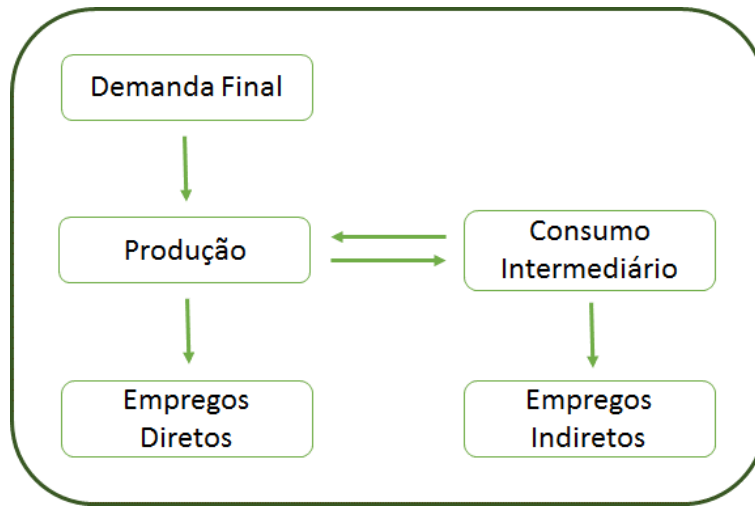 Demanda Final
Produção
Consumo
Intermediário
Empregos
Diretos
Empregos
Indiretos